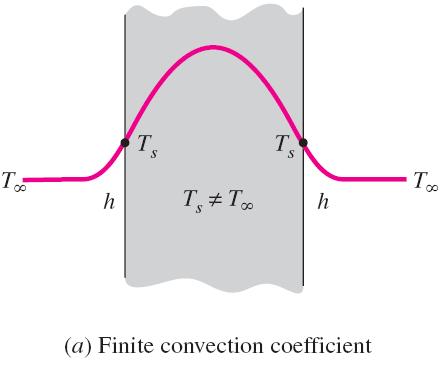 Tₛ Tₛ
T∞ T∞
h Tₛ ≠ T∞ h
(a) Finite convection coefficient